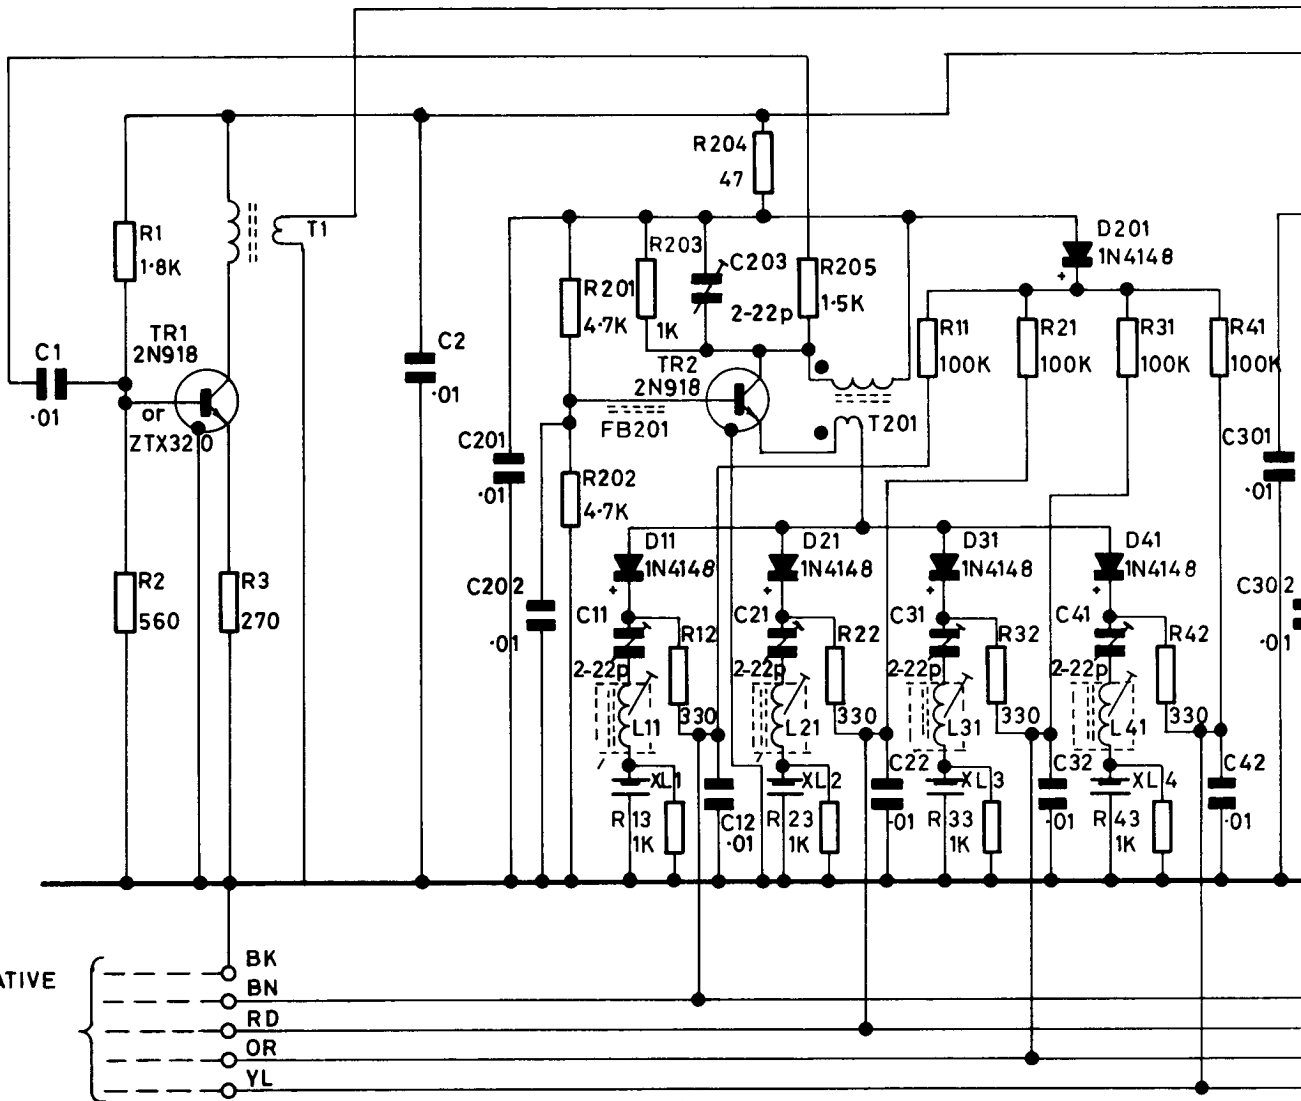 R204
47
T1
R1
1·8K
R203
C203
2-22p
1K
R205
1·5K
D201
1N4148
+
R201
4·7K
TR1
2N918
or
ZTX320
C1
·01
C2
·01
TR2
2N918
R11
100K
R21
100K
R31
100K
R41
100K
FB201
T201
C201
·01
R202
4·7K
C301
·01
D11
1N4148
+
D21
1N4148
+
D31
1N4148
+
D41
1N4148
+
R2
560
R3
270
C202
·01
C302
·01
C11
2-22p
R12
330
C21
2-22p
R22
330
C31
2-22p
R32
330
C41
2-22p
R42
330
L11
L21
L31
L41
XL1
XL2
XL3
XL4
R13
1K
C12
·01
R23
1K
C22
·01
R33
1K
C32
·01
R43
1K
C42
·01
ATIVE
BK
BN
RD
OR
YL